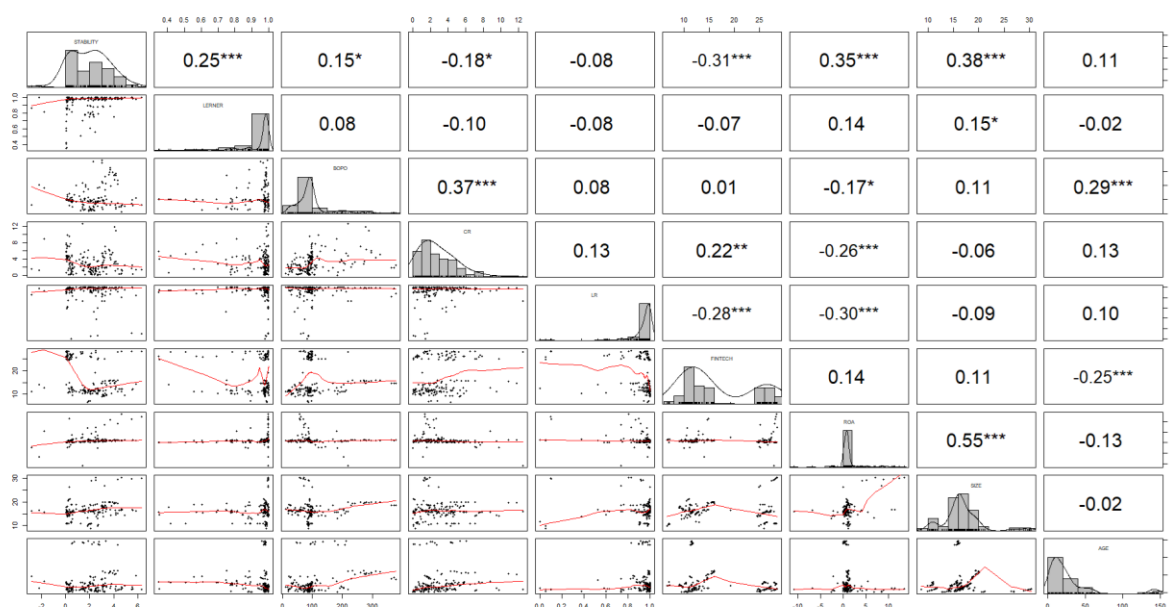 0.4 0.5 0.6 0.7 0.8 0.9 1.0 0 2 4 6 8 10 12 10 15 20 25 10 15 20 25 30
STABILITY 0.25*** 0.15* -0.18* -0.08 -0.31*** 0.35*** 0.38*** 0.11
0.4 0.6 0.8 1.0 LERNER 0.08 -0.10 -0.08 -0.07 0.14 0.15* -0.02
BOPO 0.37*** 0.08 0.01 -0.17* 0.11 0.29***
0 4 8 12 CR 0.13 0.22** -0.26*** -0.06 0.13
LR -0.28*** -0.30*** -0.09 0.10
10 20 FINTECH 0.14 0.11 -0.25***
ROA 0.55*** -0.13
10 20 30 SIZE -0.02
AGE
0 2 4 6 0 100 300 0.0 0.2 0.4 0.6 0.8 1.0 -10 -5 0 5 10 0 50 100 150